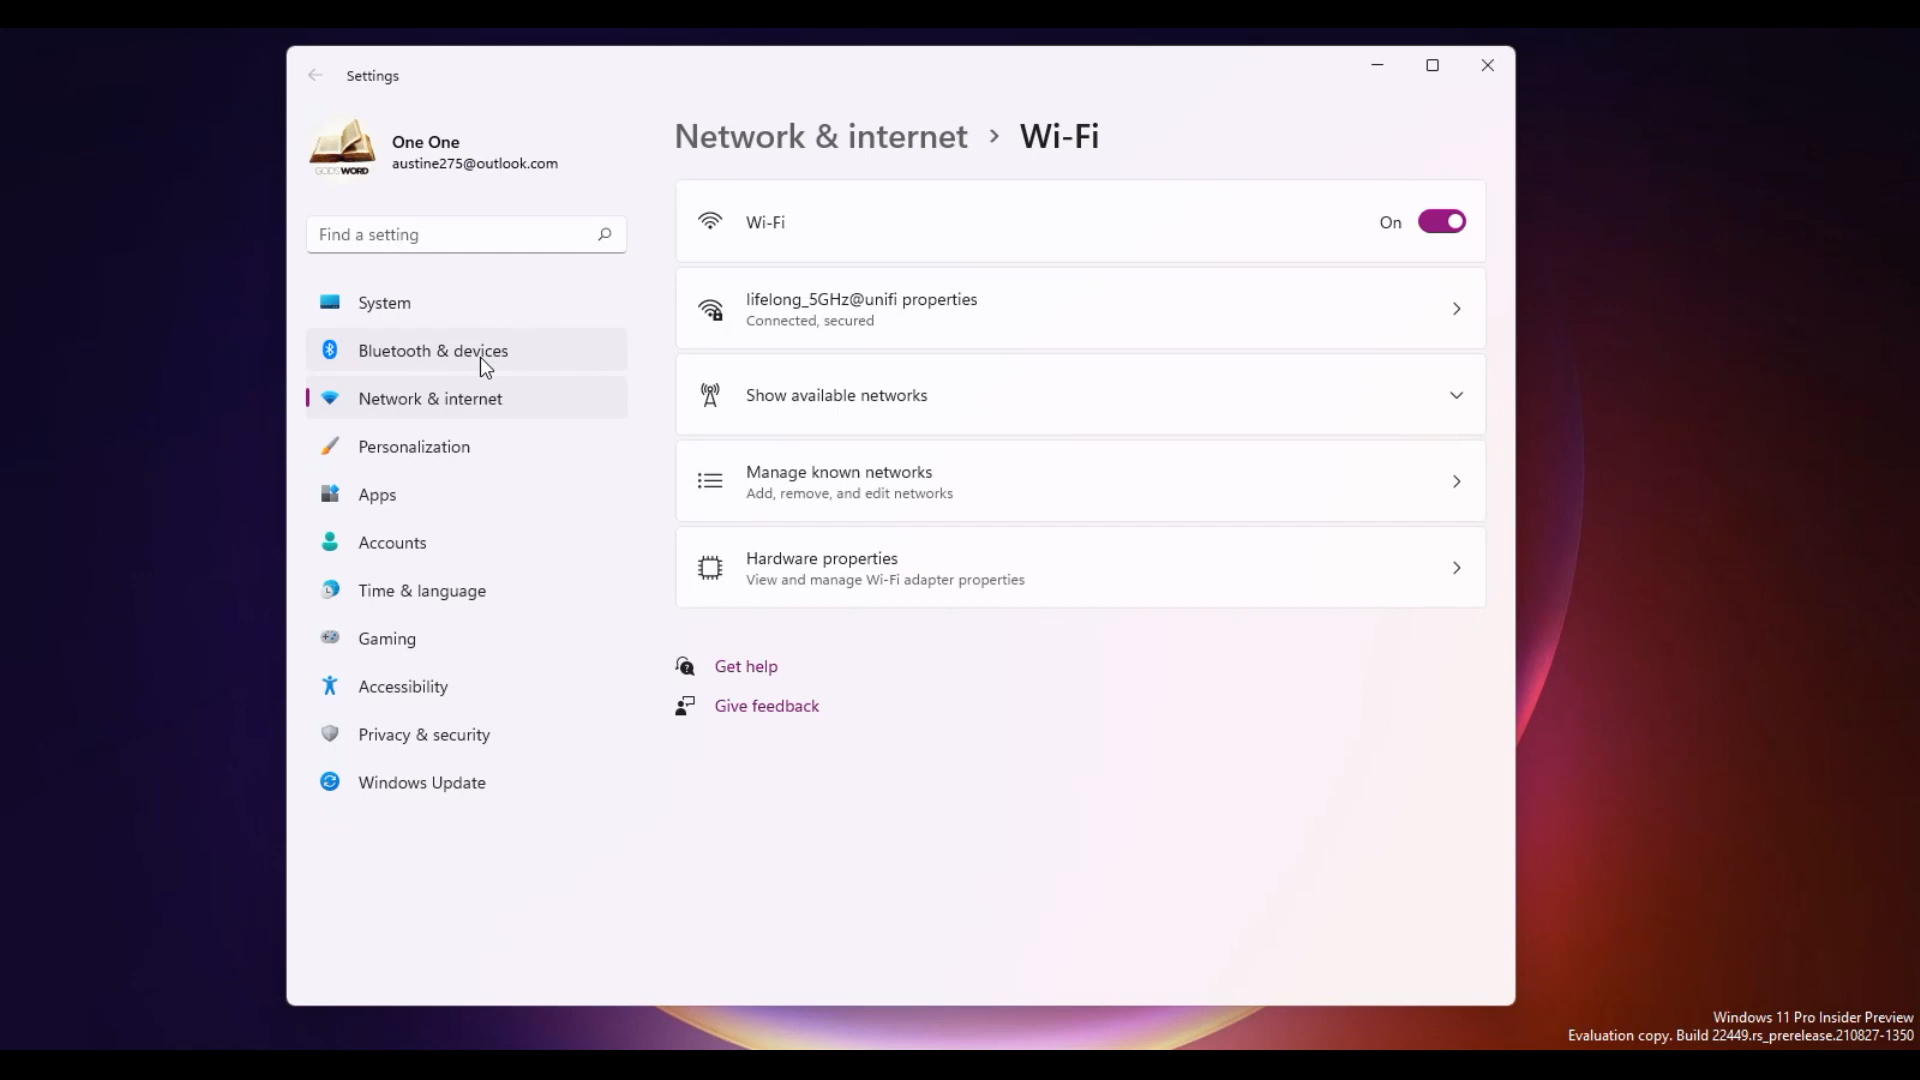 Settings
One One
austine275@outlook.com
GOD'S WORD
Find a setting
System
Bluetooth & devices
Network & internet
Personalization
Apps
Accounts
Time & language
Gaming
Accessibility
Privacy & security
Windows Update
Network & internet > Wi-Fi
Wi-Fi
On
lifelong_5GHz@unifi properties
Connected, secured
Show available networks
Manage known networks
Add, remove, and edit networks
Hardware properties
View and manage Wi-Fi adapter properties
Get help
Give feedback
Windows 11 Pro Insider Preview
Evaluation copy. Build 22449.rs_prerelease.210827-1350